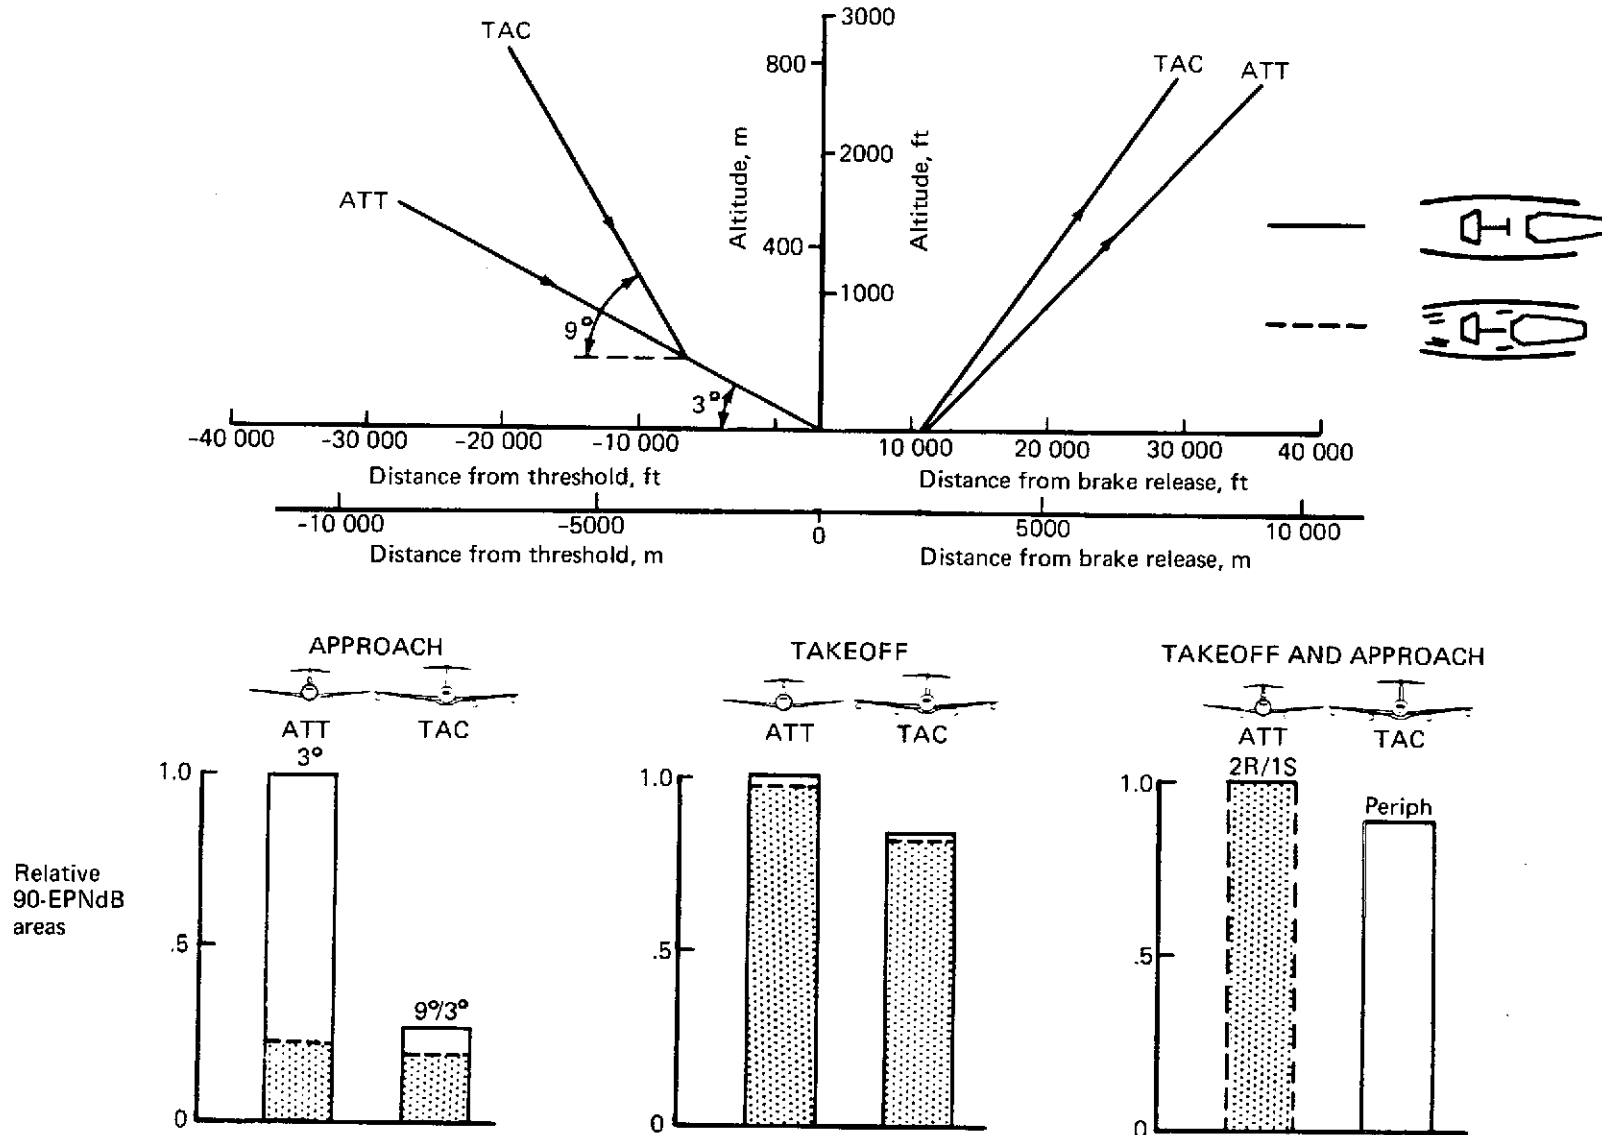 TAC
ATT
9°
3°
Altitude, m
800
400
3000
2000
1000
Altitude, ft
TAC
ATT
-40 000
-30 000
-20 000
-10 000
10 000
20 000
30 000
40 000
Distance from threshold, ft
Distance from brake release, ft
-10 000
-5000
0
5000
10 000
Distance from threshold, m
Distance from brake release, m
APPROACH
ATT
TAC
3°
9°/3°
Relative
90-EPNdB
areas
1.0
.5
0
TAKEOFF
ATT
TAC
1.0
.5
0
TAKEOFF AND APPROACH
ATT
TAC
2R/1S
Periph
1.0
.5
0